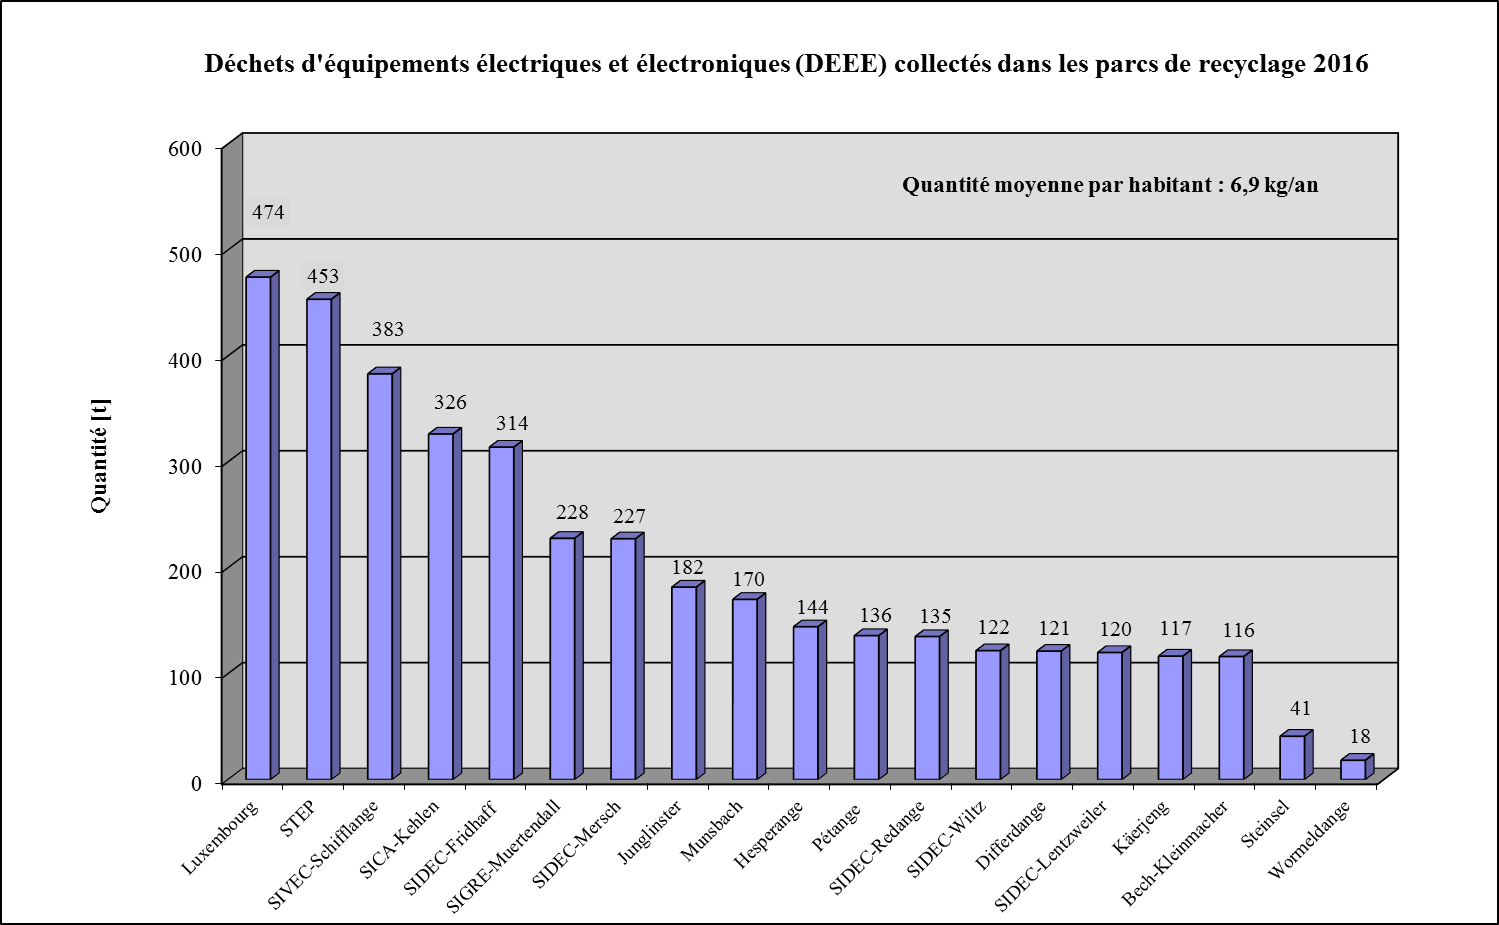 Déchets d'équipements électriques et électroniques (DEEE) collectés dans les parcs de recyclage 2016
Quantité moyenne par habitant : 6,9 kg/an
Quantité [t]
600
500
400
300
200
100
0
474
453
383
326
314
228
227
182
170
144
136
135
122
121
120
117
116
41
18
Luxembourg
STEP
SIVEC-Schifflange
SICA-Kehlen
SIDEC-Fridhaff
SIGRE-Muertendall
SIDEC-Mersch
Junglinster
Munsbach
Hesperange
Pétange
SIDEC-Redange
SIDEC-Wiltz
Differdange
SIDEC-Lentzweiler
Käerjeng
Bech-Kleinmacher
Steinsel
Wormeldange